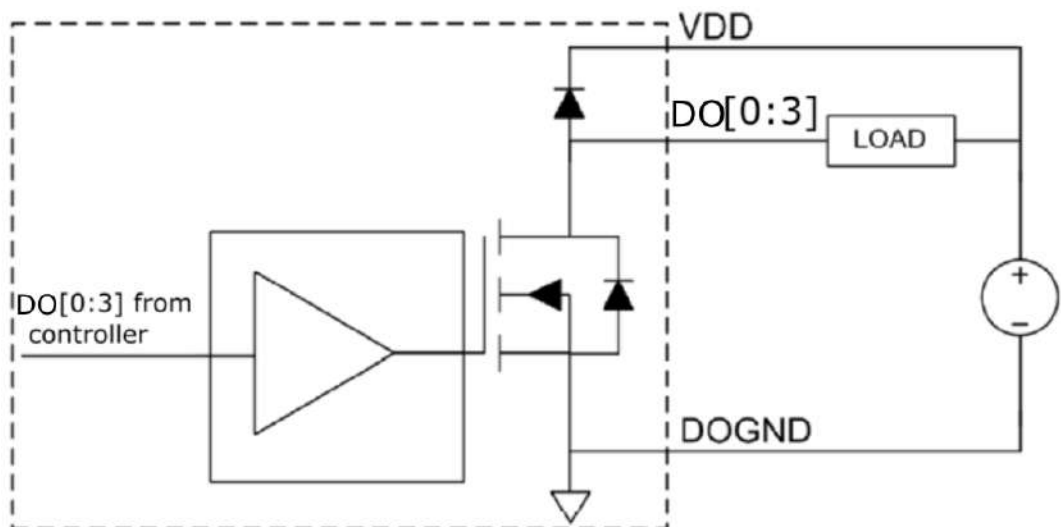 VDD
DO[0:3]
LOAD
DO[0:3] from
controller
+
−
DOGND